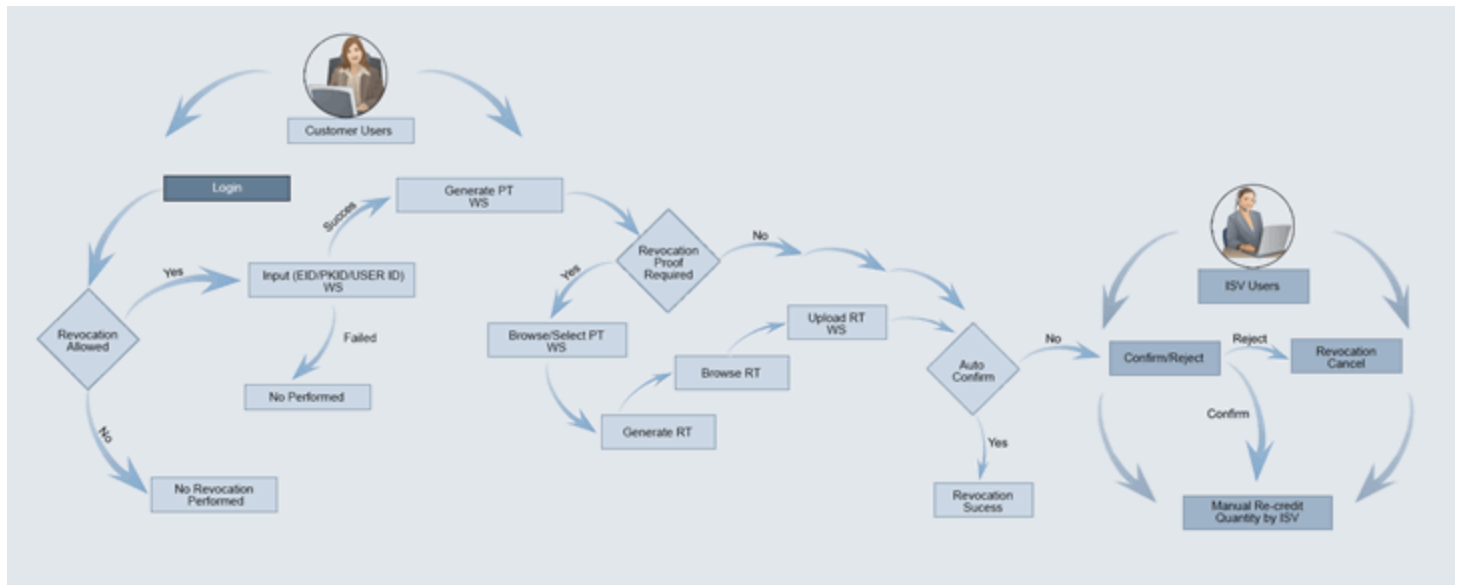 Customer Users
Login
Revocation
Allowed
Yes
No
No Revocation
Performed
Input (EID/PKID/USER ID)
WS
Succes
Failed
No Performed
Generate PT
WS
Revocation
Proof
Required
Yes
No
Browse/Select PT
WS
Generate RT
Browse RT
Upload RT
WS
Auto
Confirm
Yes
Revocation
Sucess
No
ISV Users
Confirm/Reject
Reject
Revocation
Cancel
Confirm
Manual Re-credit
Quantity by ISV